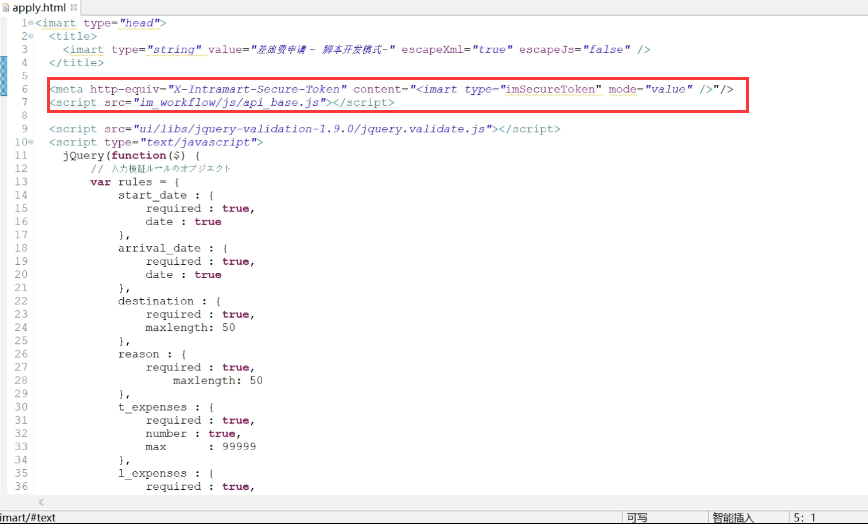 apply.html
1 <imart type="head">
2 <title>
3 <imart type="string" value="差旅费申请 - 脚本开发模式-" escapeXml="true" escapeJs="false" />
4 </title>
5
6 <meta http-equiv="X-Intramart-Secure-Token" content="<imart type="imSecureToken" mode="value" />"/>
7 <script src="im_workflow/js/api_base.js"></script>
8
9 <script src="ui/libs/jquery-validation-1.9.0/jquery.validate.js"></script>
10 <script type="text/javascript">
11 jQuery(function($) {
12 // 入力検証ルールのオブジェクト
13 var rules = {
14 start_date : {
15 required : true,
16 date : true
17 },
18 arrival_date : {
19 required : true,
20 date : true
21 },
22 destination : {
23 required : true,
24 maxlength: 50
25 },
26 reason : {
27 required : true,
28 maxlength: 50
29 },
30 t_expenses : {
31 required : true,
32 number : true,
33 max : 99999
34 },
35 l_expenses : {
36 required : true,
imart/#text 可写 智能插入 5: 1